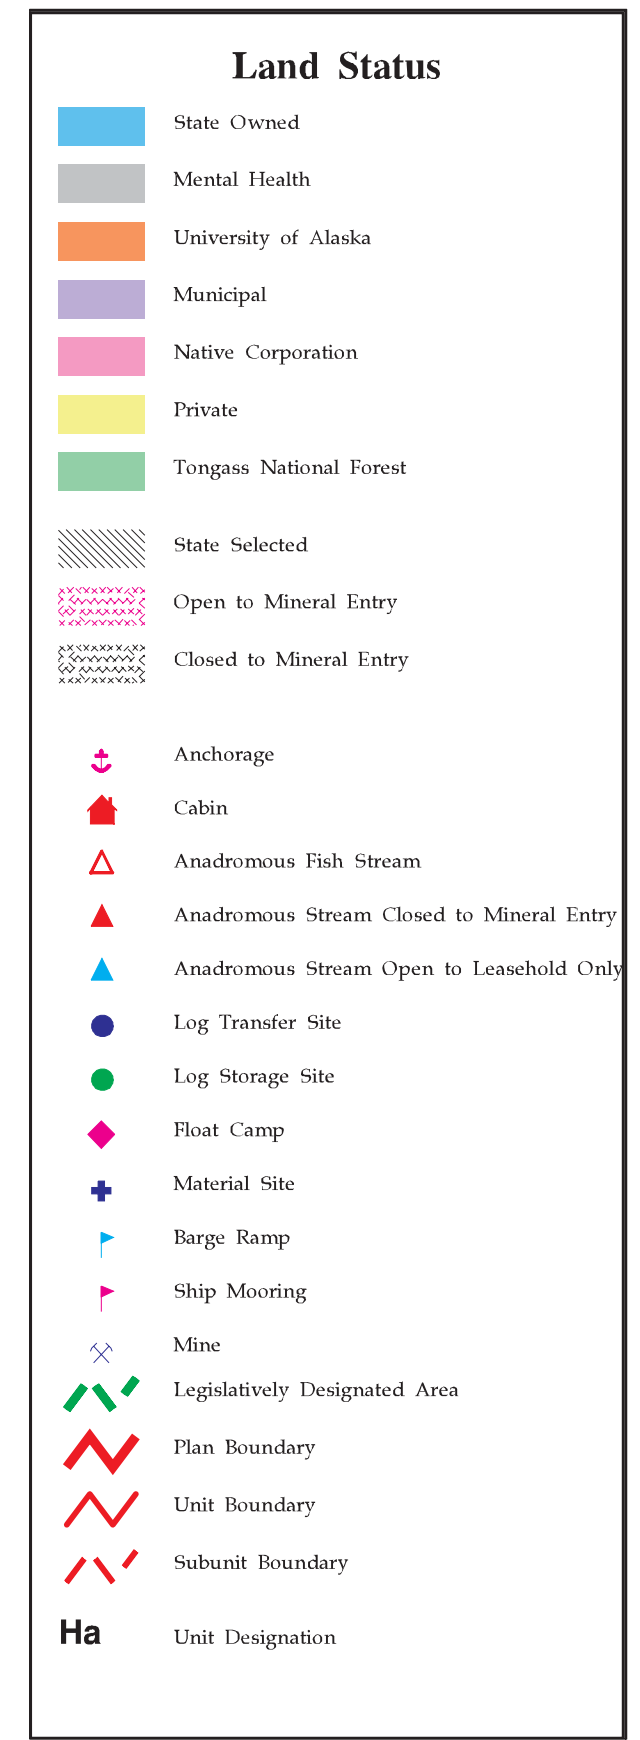 Land Status
State Owned
Mental Health
University of Alaska
Municipal
Native Corporation
Private
Tongass National Forest
State Selected
Open to Mineral Entry
Closed to Mineral Entry
Anchorage
Cabin
Anadromous Fish Stream
Anadromous Stream Closed to Mineral Entry
Anadromous Stream Open to Leasehold Only
Log Transfer Site
Log Storage Site
Float Camp
Material Site
Barge Ramp
Ship Mooring
Mine
Legislatively Designated Area
Plan Boundary
Unit Boundary
Subunit Boundary
Ha Unit Designation